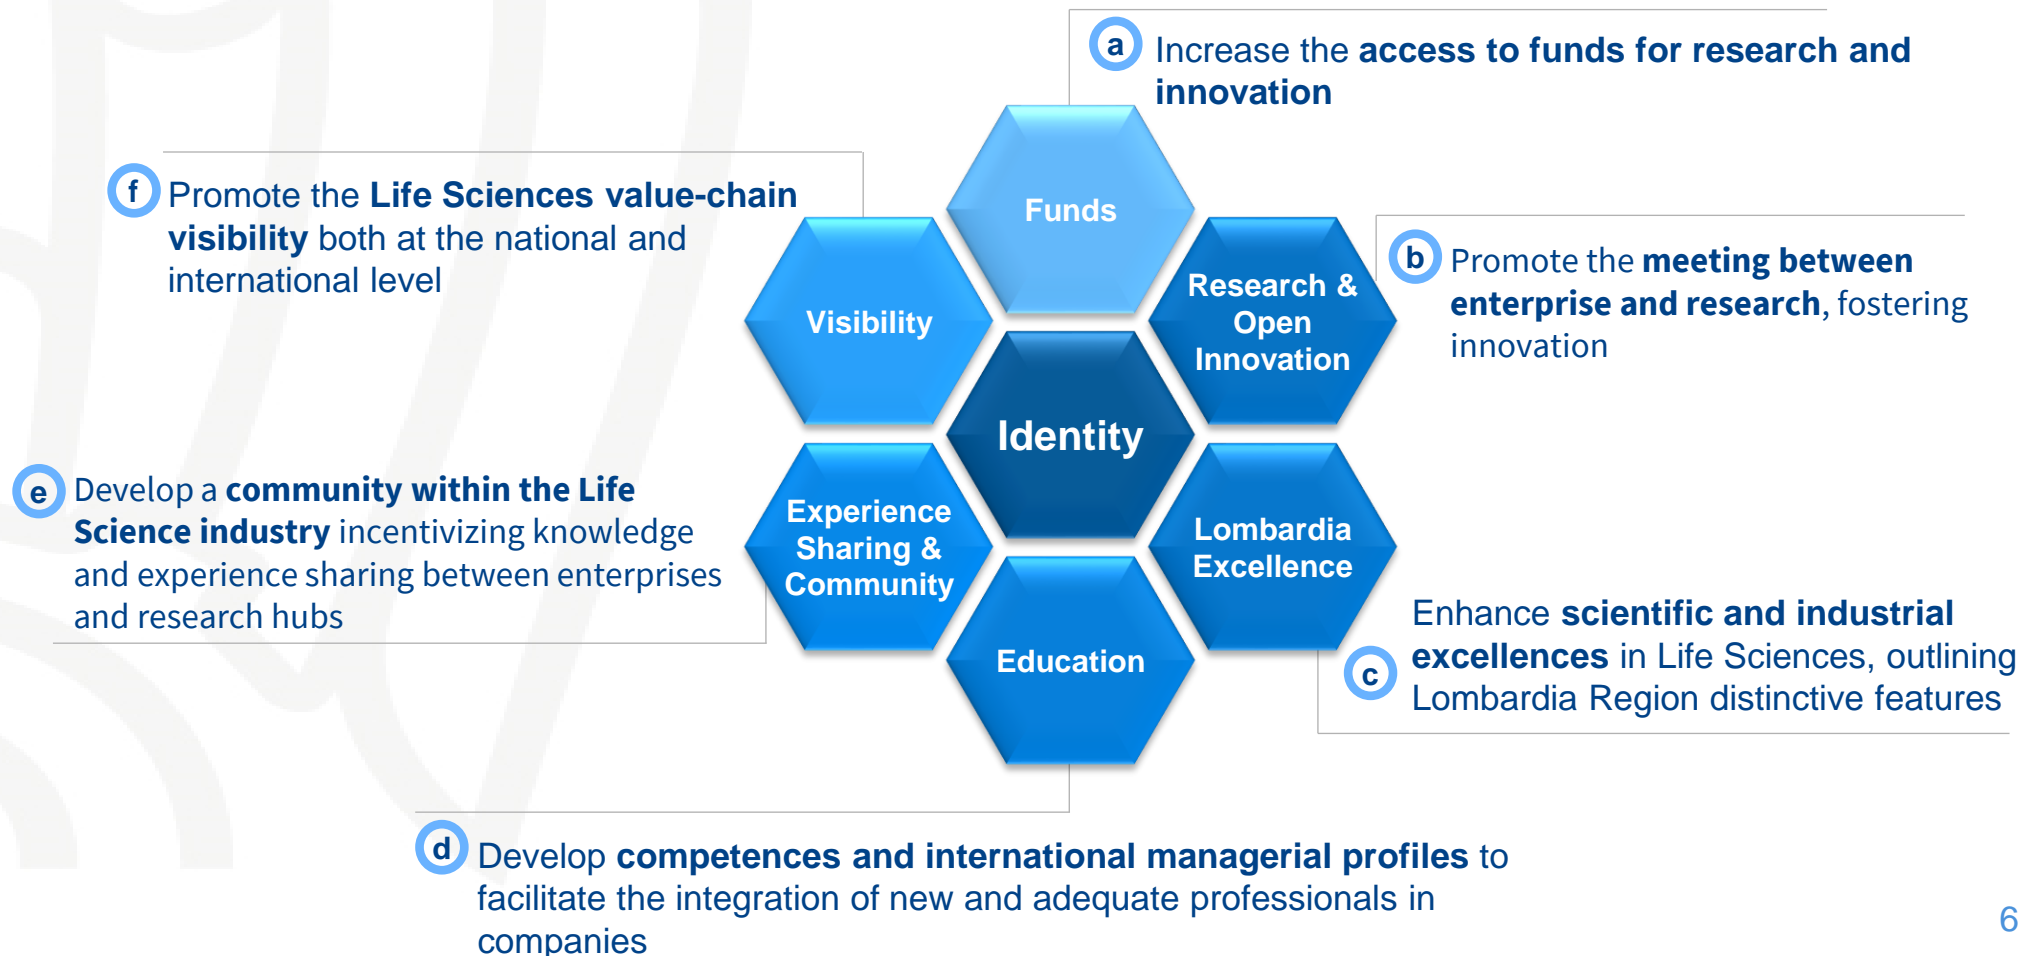 a
Increase the access to funds for research and
innovation
Funds
f
Promote the Life Sciences value-chain
visibility both at the national and
international level
Visibility
Research &
Open
Innovation
b
Promote the meeting between
enterprise and research, fostering
innovation
Identity
e
Develop a community within the Life
Science industry incentivizing knowledge
and experience sharing between enterprises
and research hubs
Experience
Sharing &
Community
Lombardia
Excellence
c
Enhance scientific and industrial
excellences in Life Sciences, outlining
Lombardia Region distinctive features
Education
d
Develop competences and international managerial profiles to
facilitate the integration of new and adequate professionals in
companies
6